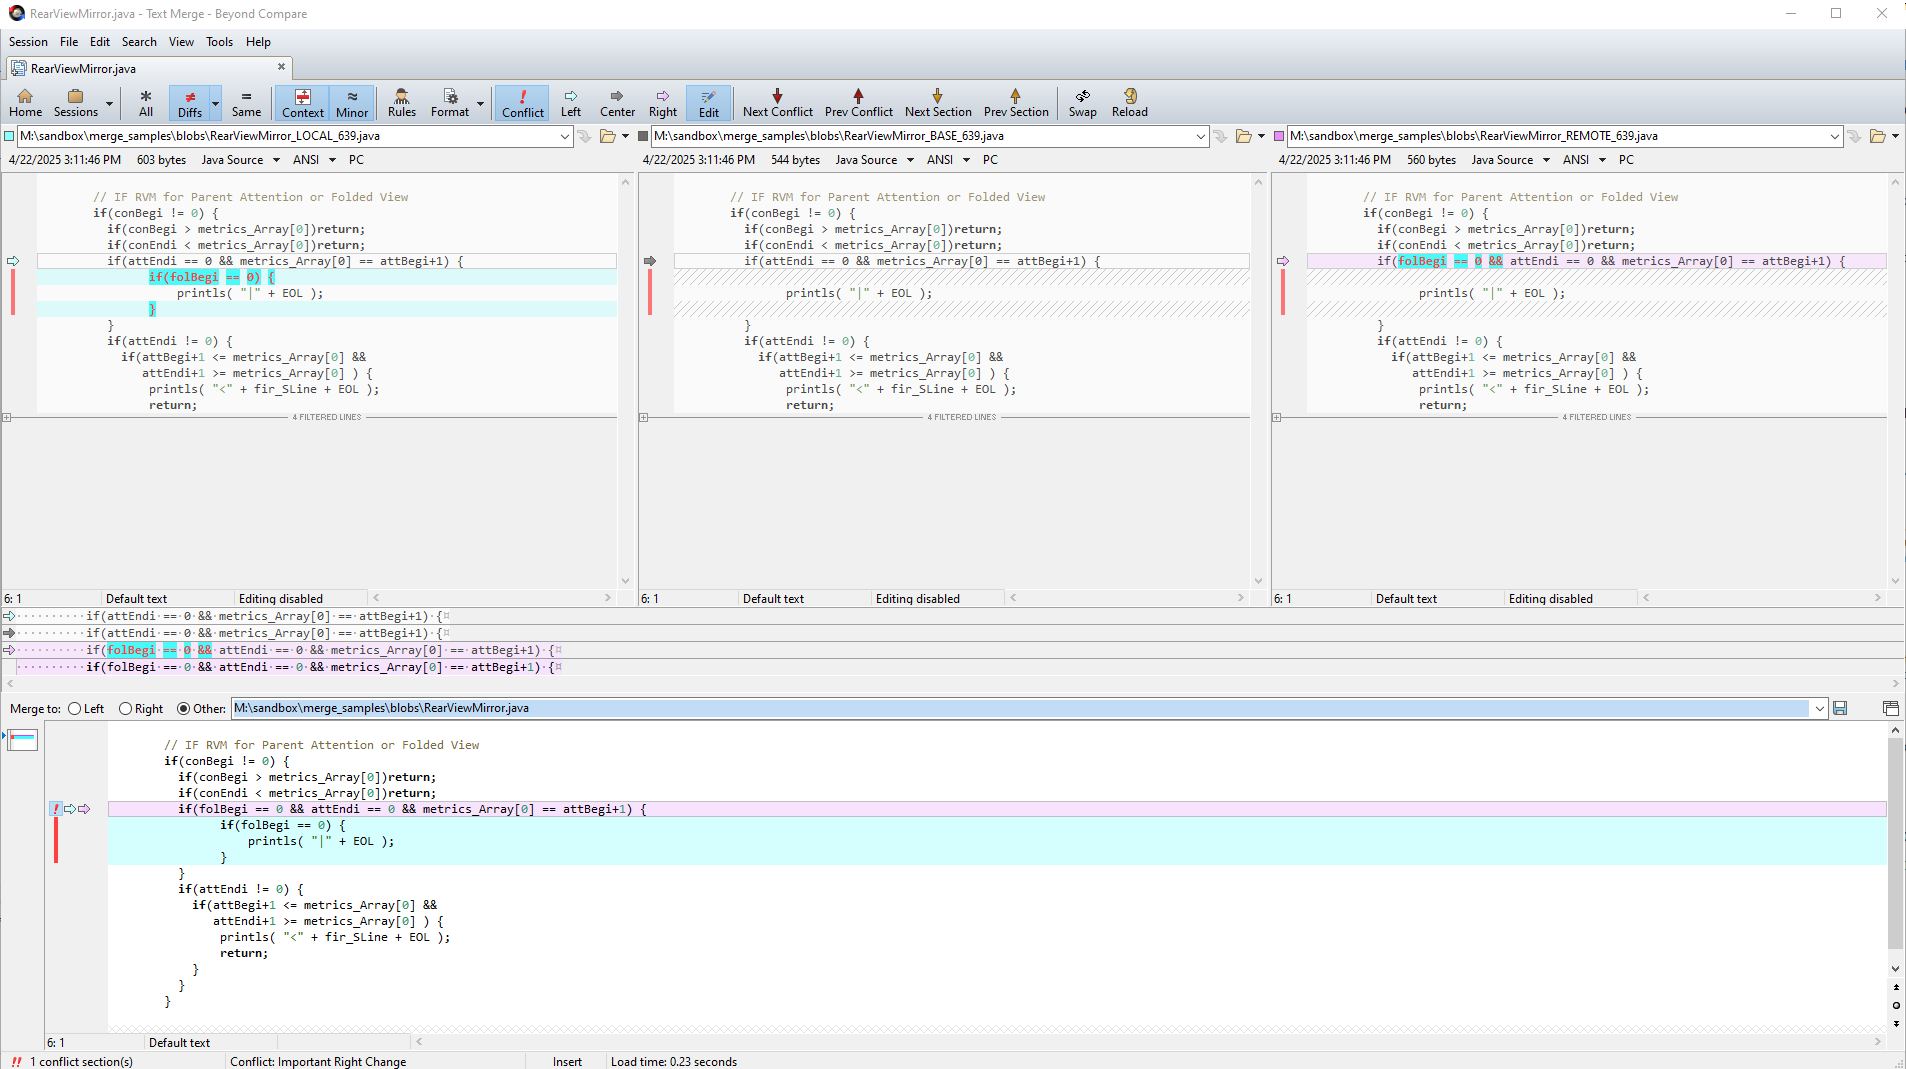 RearViewMirror.java - Text Merge - Beyond Compare
Session File Edit Search View Tools Help
RearViewMirror.java
Home Sessions All Diffs Same Context Minor Rules Format Conflict Left Center Right Edit Next Conflict Prev Conflict Next Section Prev Section Swap Reload
M:\sandbox\merge_samples\blobs\RearViewMirror_LOCAL_639.java
4/22/2025 3:11:46 PM 603 bytes Java Source ANSI PC
// IF RVM for Parent Attention or Folded View
if(conBegi != 0) {
if(conBegi > metrics_Array[0])return;
if(conEndi < metrics_Array[0])return;
if(attEndi == 0 && metrics_Array[0] == attBegi+1) {
if(folBegi == 0) {
printls( "|" + EOL );
}
}
if(attEndi != 0) {
if(attBegi+1 <= metrics_Array[0] &&
attEndi+1 >= metrics_Array[0] ) {
printls( "<" + fir_SLine + EOL );
return;
4 FILTERED LINES
6: 1 Default text Editing disabled
M:\sandbox\merge_samples\blobs\RearViewMirror_BASE_639.java
4/22/2025 3:11:46 PM 544 bytes Java Source ANSI PC
// IF RVM for Parent Attention or Folded View
if(conBegi != 0) {
if(conBegi > metrics_Array[0])return;
if(conEndi < metrics_Array[0])return;
if(attEndi == 0 && metrics_Array[0] == attBegi+1) {
printls( "|" + EOL );
}
if(attEndi != 0) {
if(attBegi+1 <= metrics_Array[0] &&
attEndi+1 >= metrics_Array[0] ) {
printls( "<" + fir_SLine + EOL );
return;
4 FILTERED LINES
6: 1 Default text Editing disabled
M:\sandbox\merge_samples\blobs\RearViewMirror_REMOTE_639.java
4/22/2025 3:11:46 PM 560 bytes Java Source ANSI PC
// IF RVM for Parent Attention or Folded View
if(conBegi != 0) {
if(conBegi > metrics_Array[0])return;
if(conEndi < metrics_Array[0])return;
if(folBegi == 0 && attEndi == 0 && metrics_Array[0] == attBegi+1) {
printls( "|" + EOL );
}
if(attEndi != 0) {
if(attBegi+1 <= metrics_Array[0] &&
attEndi+1 >= metrics_Array[0] ) {
printls( "<" + fir_SLine + EOL );
return;
4 FILTERED LINES
6: 1 Default text Editing disabled
if(attEndi·==·0·&&·metrics_Array[0]·==·attBegi+1)·{¤
if(attEndi·==·0·&&·metrics_Array[0]·==·attBegi+1)·{¤
if(folBegi·==·0·&&·attEndi·==·0·&&·metrics_Array[0]·==·attBegi+1)·{¤
if(folBegi·==·0·&&·attEndi·==·0·&&·metrics_Array[0]·==·attBegi+1)·{¤
Merge to: Left Right Other: M:\sandbox\merge_samples\blobs\RearViewMirror.java
// IF RVM for Parent Attention or Folded View
if(conBegi != 0) {
if(conBegi > metrics_Array[0])return;
if(conEndi < metrics_Array[0])return;
if(folBegi == 0 && attEndi == 0 && metrics_Array[0] == attBegi+1) {
if(folBegi == 0) {
printls( "|" + EOL );
}
}
if(attEndi != 0) {
if(attBegi+1 <= metrics_Array[0] &&
attEndi+1 >= metrics_Array[0] ) {
printls( "<" + fir_SLine + EOL );
return;
}
}
}
6: 1 Default text
!! 1 conflict section(s) Conflict: Important Right Change Insert Load time: 0.23 seconds